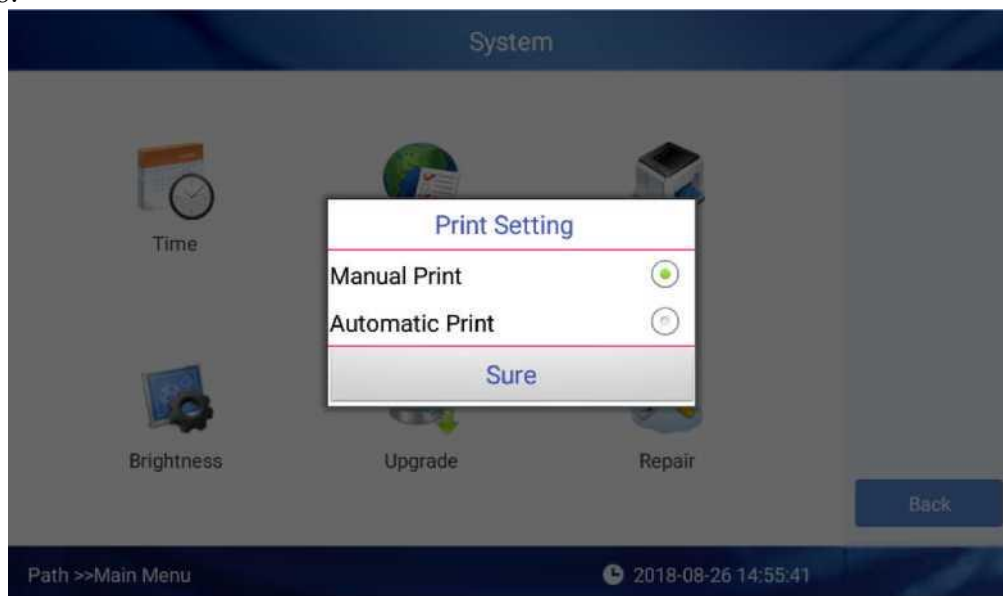 System
Print Setting
Time
Manual Print
Automatic Print
Sure
Brightness
Upgrade
Repair
Back
Path >>Main Menu
2018-08-26 14:55:41